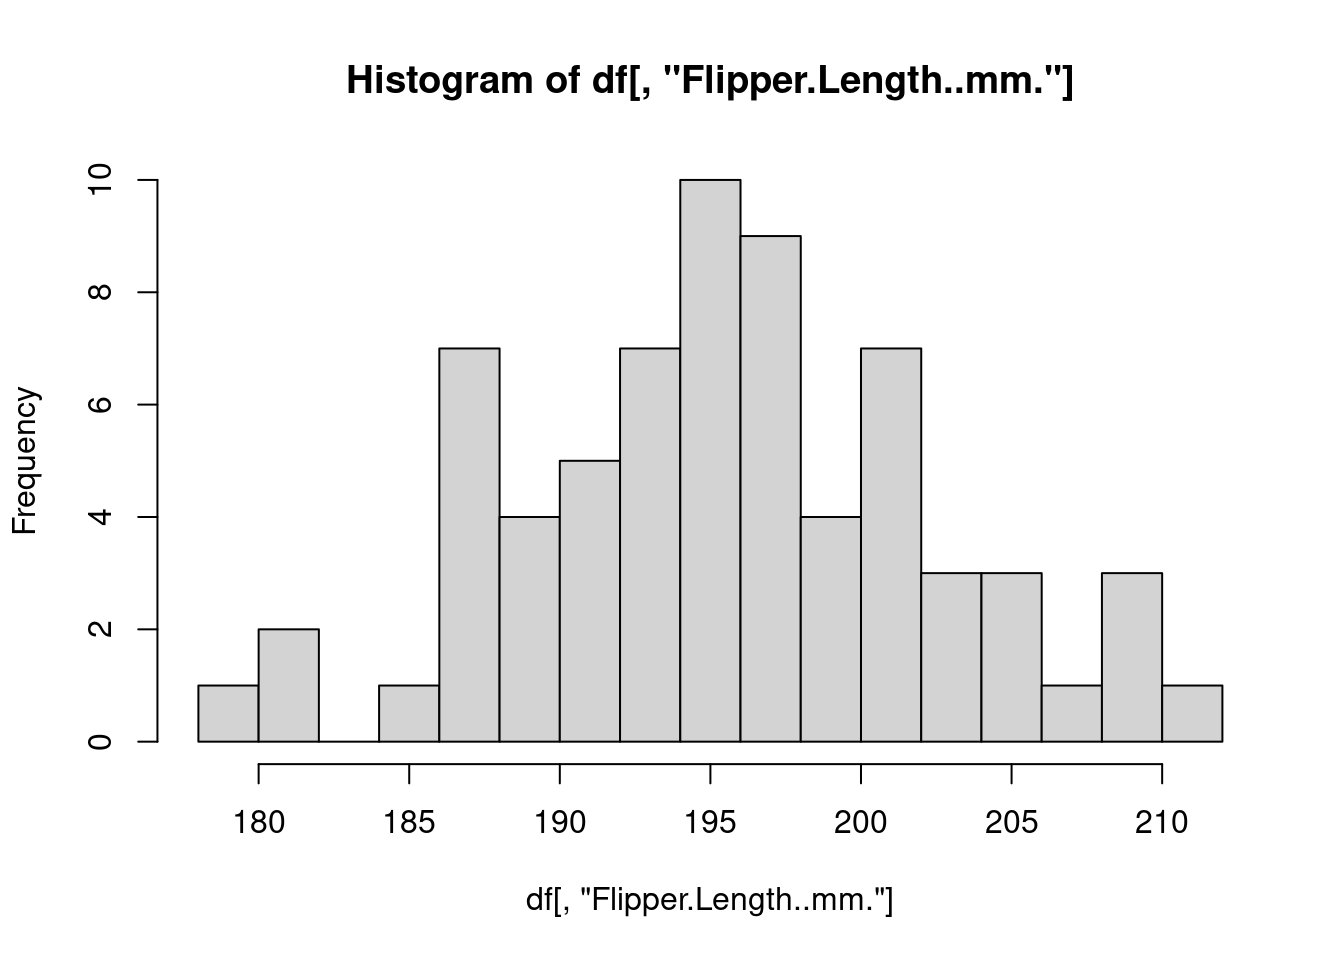 Histogram of df[, "Flipper.Length..mm."]
10
8
6
4
2
0
Frequency
180 185 190 195 200 205 210
df[, "Flipper.Length..mm."]